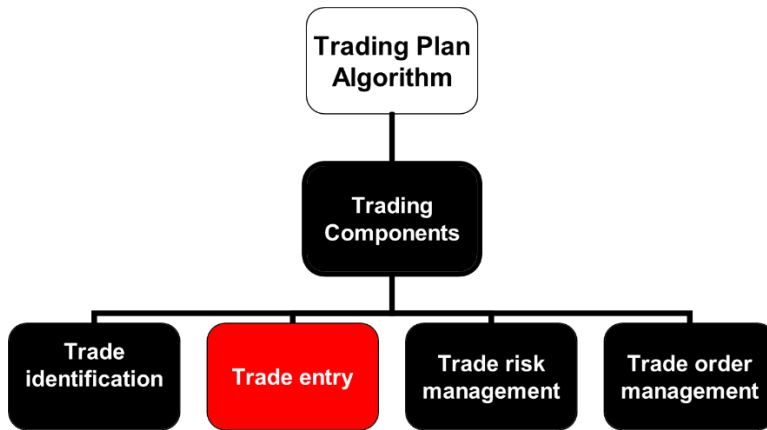 Trading Plan
Algorithm
Trading
Components
Trade
identification
Trade entry
Trade risk
management
Trade order
management